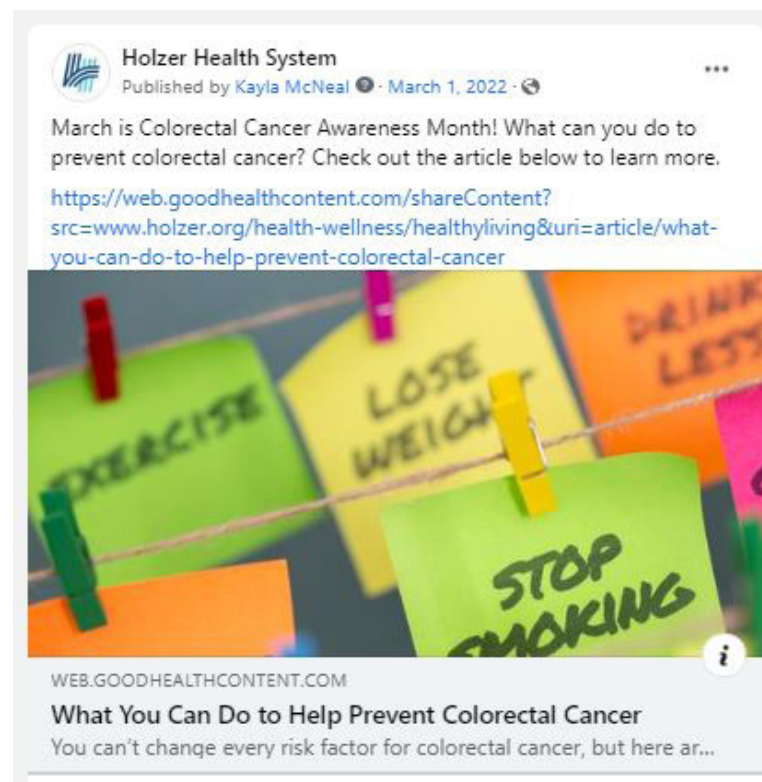 Holzer Health System
Published by Kayla McNeal · March 1, 2022 ·
March is Colorectal Cancer Awareness Month! What can you do to
prevent colorectal cancer? Check out the article below to learn more.
https://web.goodhealthcontent.com/shareContent?
src=www.holzer.org/health-wellness/healthyliving&uri=article/what-
you-can-do-to-help-prevent-colorectal-cancer
EXERCISE
LOSE
WEIGHT
DRINK
LESS
STOP
SMOKING
i
WEB.GOODHEALTHCONTENT.COM
What You Can Do to Help Prevent Colorectal Cancer
You can't change every risk factor for colorectal cancer, but here ar...